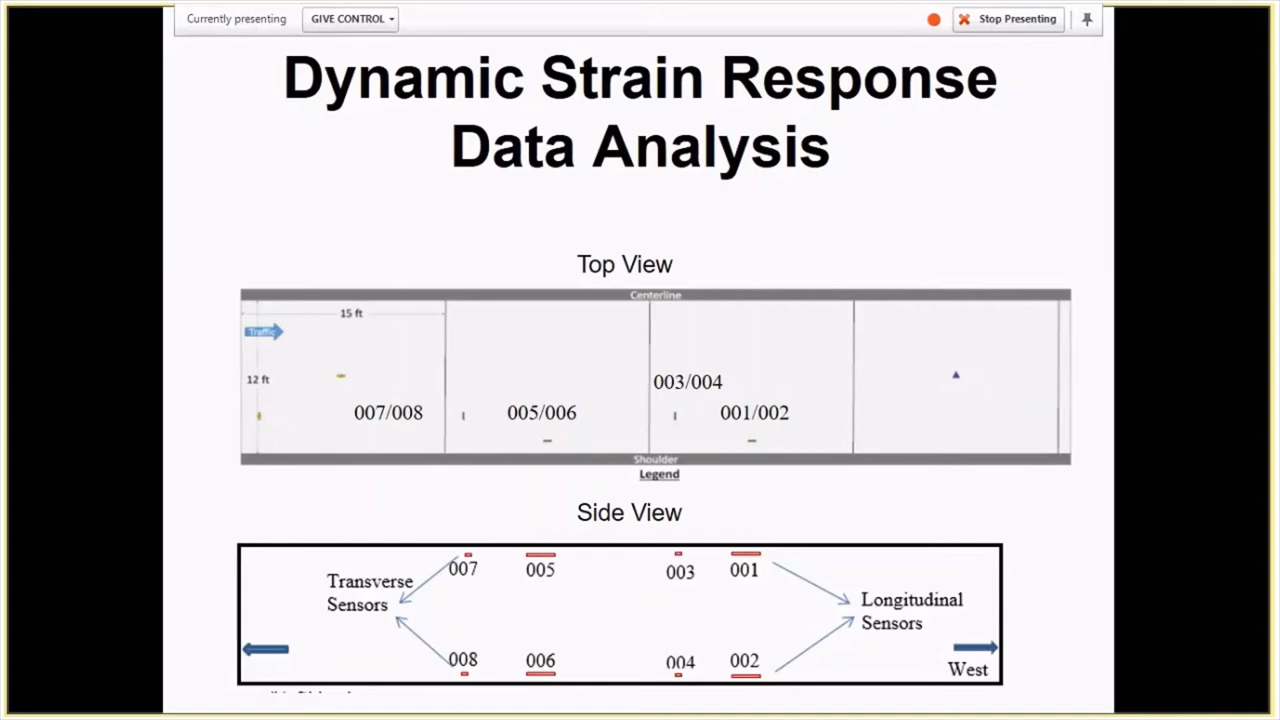 Currently presenting
GIVE CONTROL
Stop Presenting
Dynamic Strain Response
Data Analysis
Top View
Centerline
15 ft
Traffic
12 ft
003/004
007/008
005/006
001/002
Shoulder
Legend
Side View
007
005
003
001
Transverse
Sensors
Longitudinal
Sensors
008
006
004
002
West